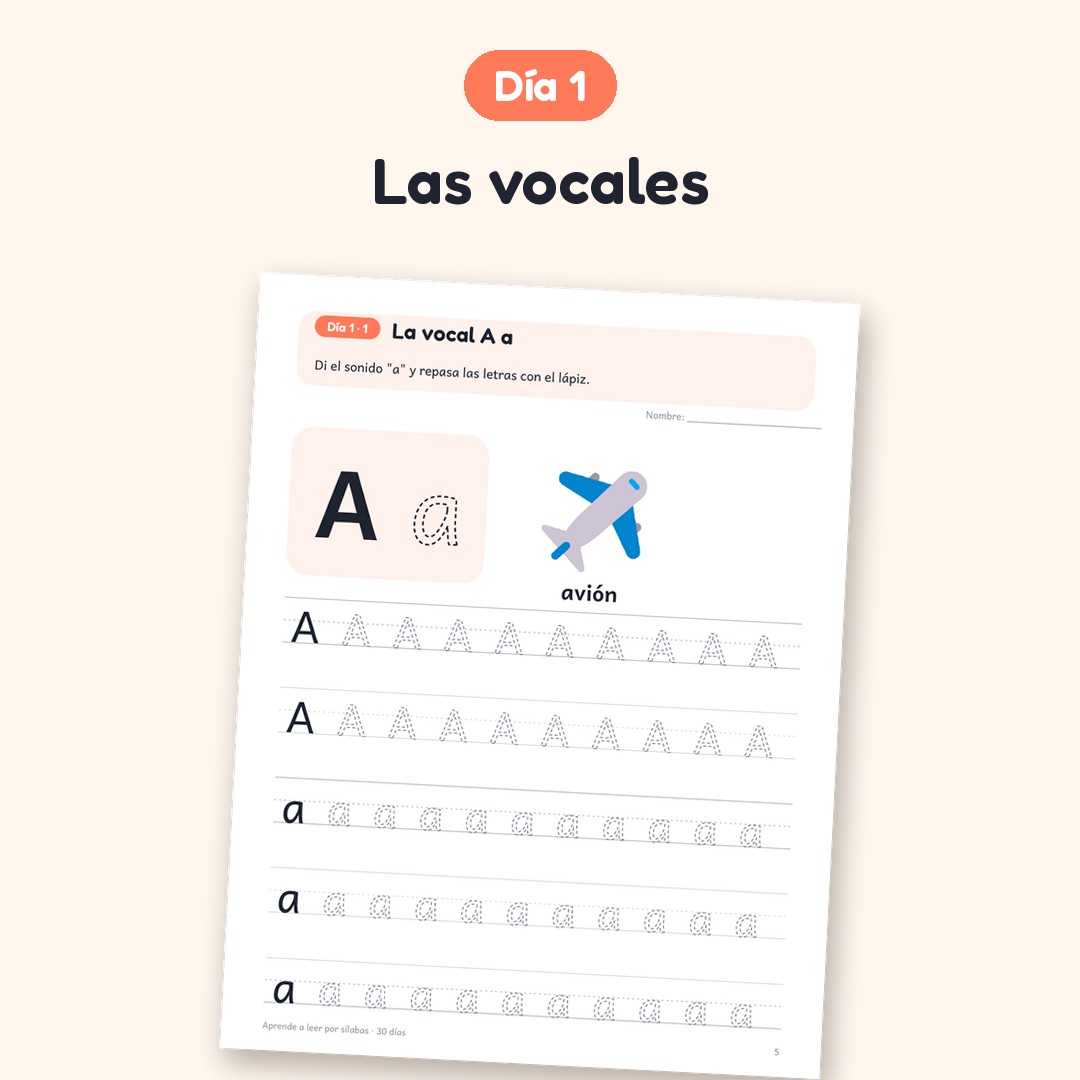 Día 1
Las vocales
Día 1 · 1 La vocal A a
Di el sonido "a" y repasa las letras con el lápiz.
Nombre:
A a
avión
A A A A A A A A A A
A A A A A A A A A A
a a a a a a a a a a a
a a a a a a a a a a a
a a a a a a a a a a a
Aprende a leer por sílabas · 30 días
5